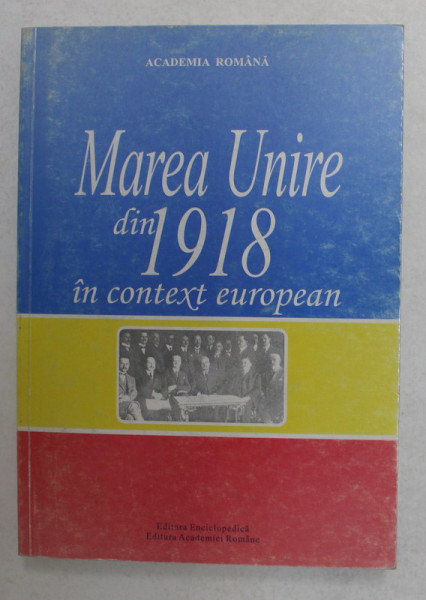 ACADEMIA ROMÂNĂ
Marea Unire
din 1918
în context european
Editura Enciclopedică
Editura Academiei Române